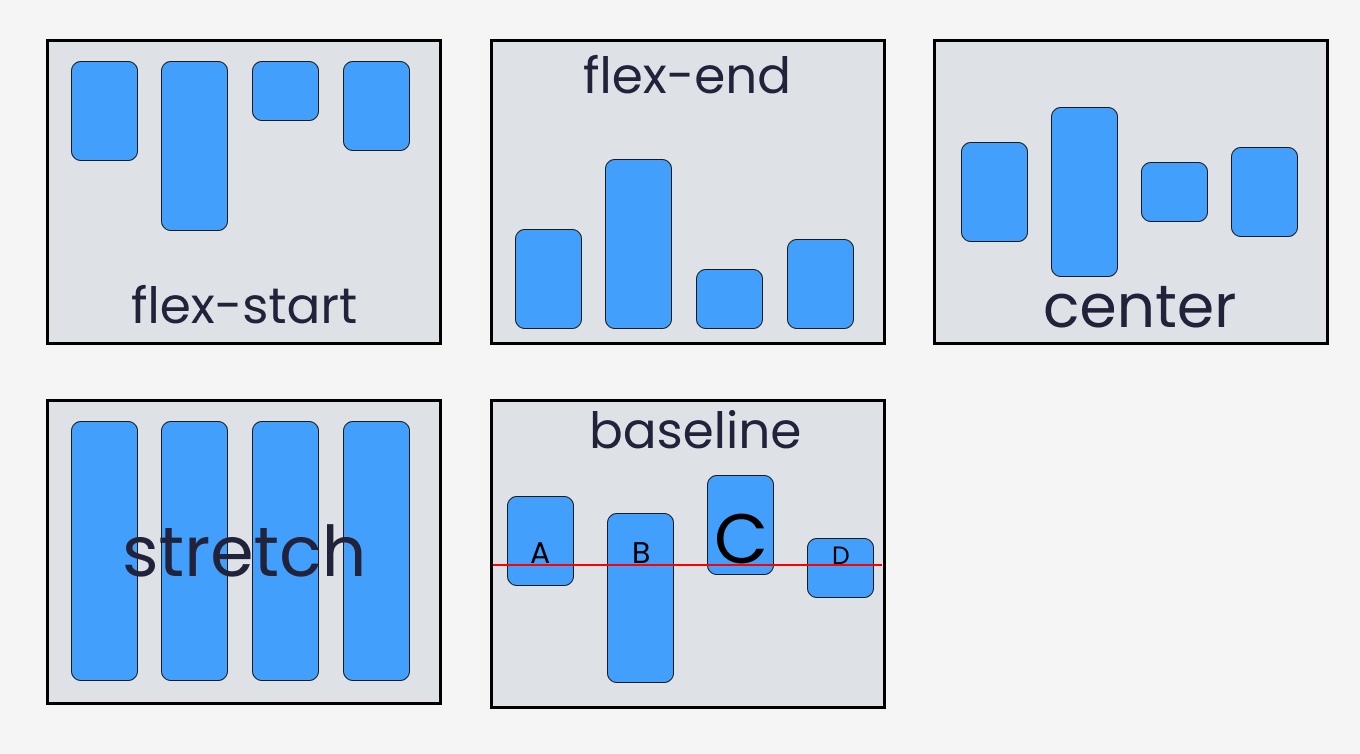 flex-start
flex-end
center
stretch
baseline
A B C D